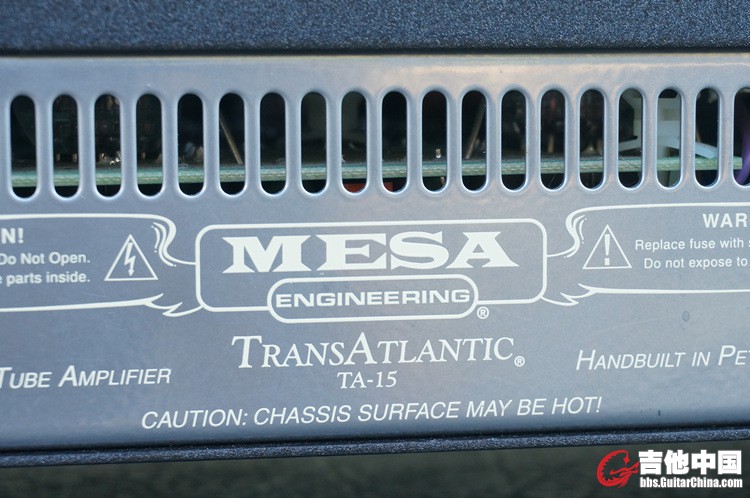 N!
Do Not Open.
parts inside.
MESA
ENGINEERING®
WAR
Replace fuse with
Do not expose to
TRANSATLANTIC®
TA-15
TUBE AMPLIFIER
HANDBUILT IN PE
CAUTION: CHASSIS SURFACE MAY BE HOT!
吉他中国
bbs.GuitarChina.com